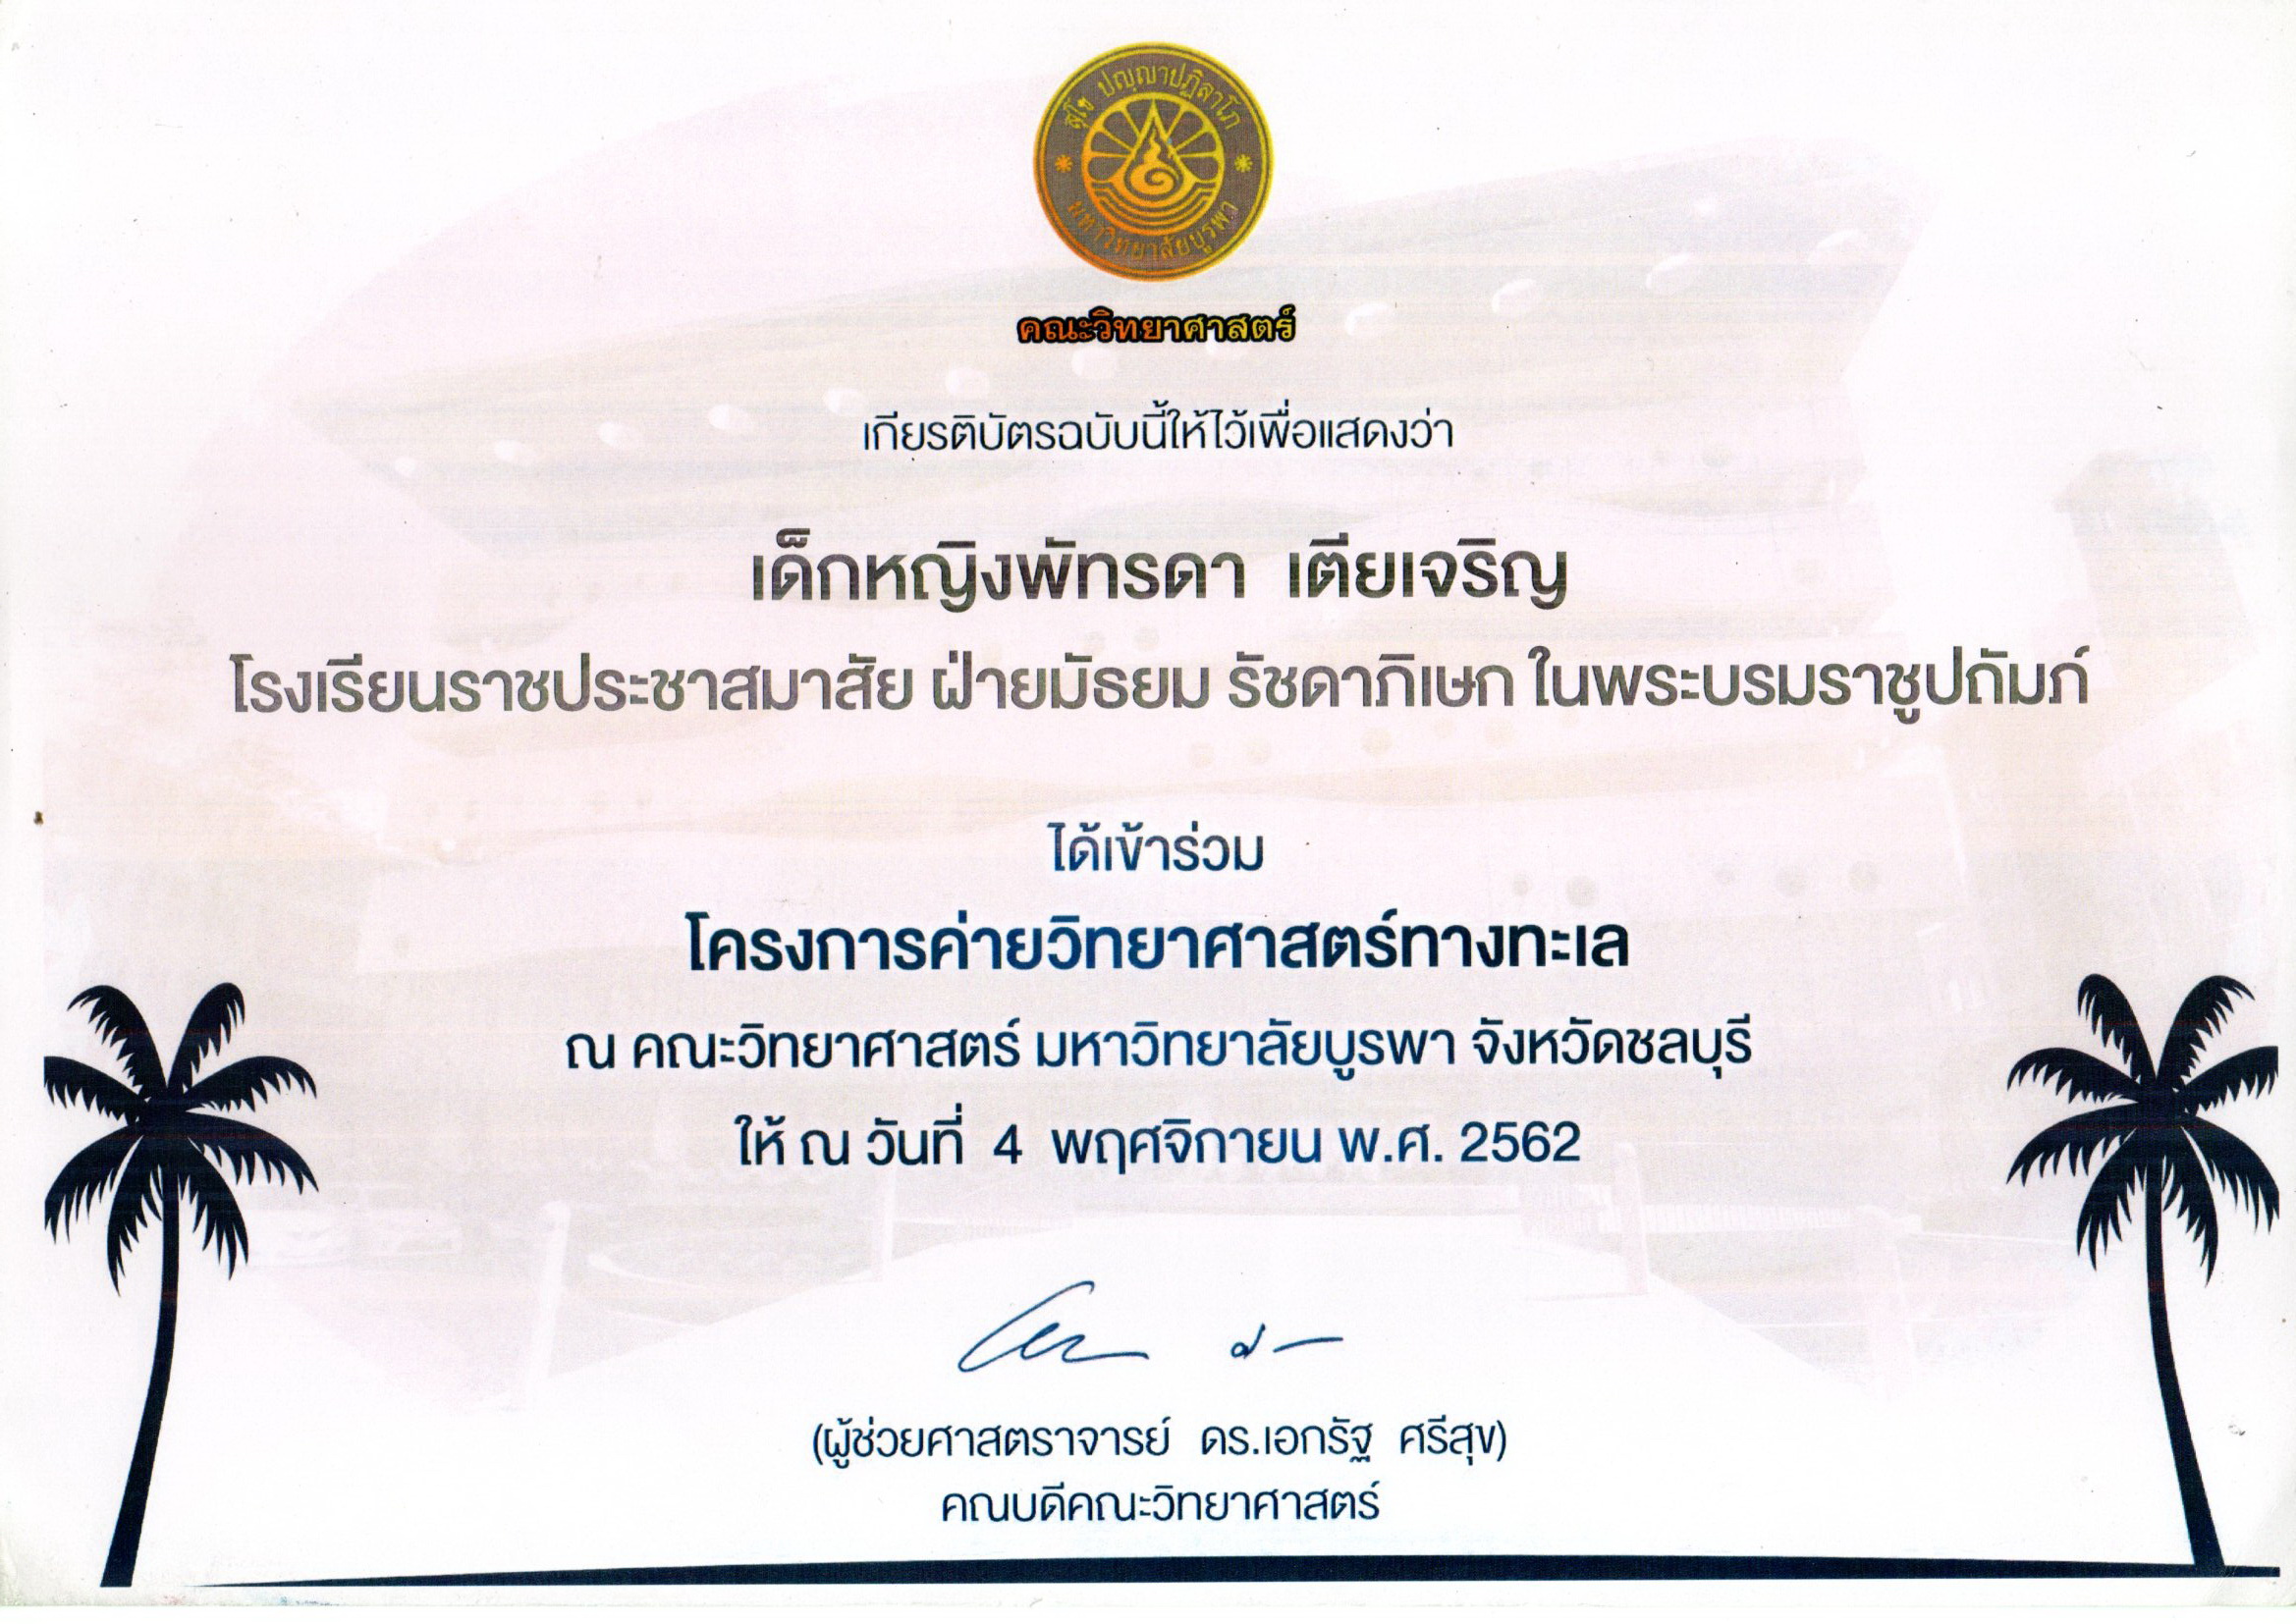 สุโข ปญฺญาปฏิลาโภ
มหาวิทยาลัยบูรพา
คณะวิทยาศาสตร์
เกียรติบัตรฉบับนี้ให้ไว้เพื่อแสดงว่า
เด็กหญิงพัทรดา เตียเจริญ
โรงเรียนราชประชาสมาสัย ฝ่ายมัธยม รัชดาภิเษก ในพระบรมราชูปถัมภ์
ได้เข้าร่วม
โครงการค่ายวิทยาศาสตร์ทางทะเล
ณ คณะวิทยาศาสตร์ มหาวิทยาลัยบูรพา จังหวัดชลบุรี
ให้ ณ วันที่ 4 พฤศจิกายน พ.ศ. 2562
(ผู้ช่วยศาสตราจารย์ ดร.เอกรัฐ ศรีสุข)
คณบดีคณะวิทยาศาสตร์